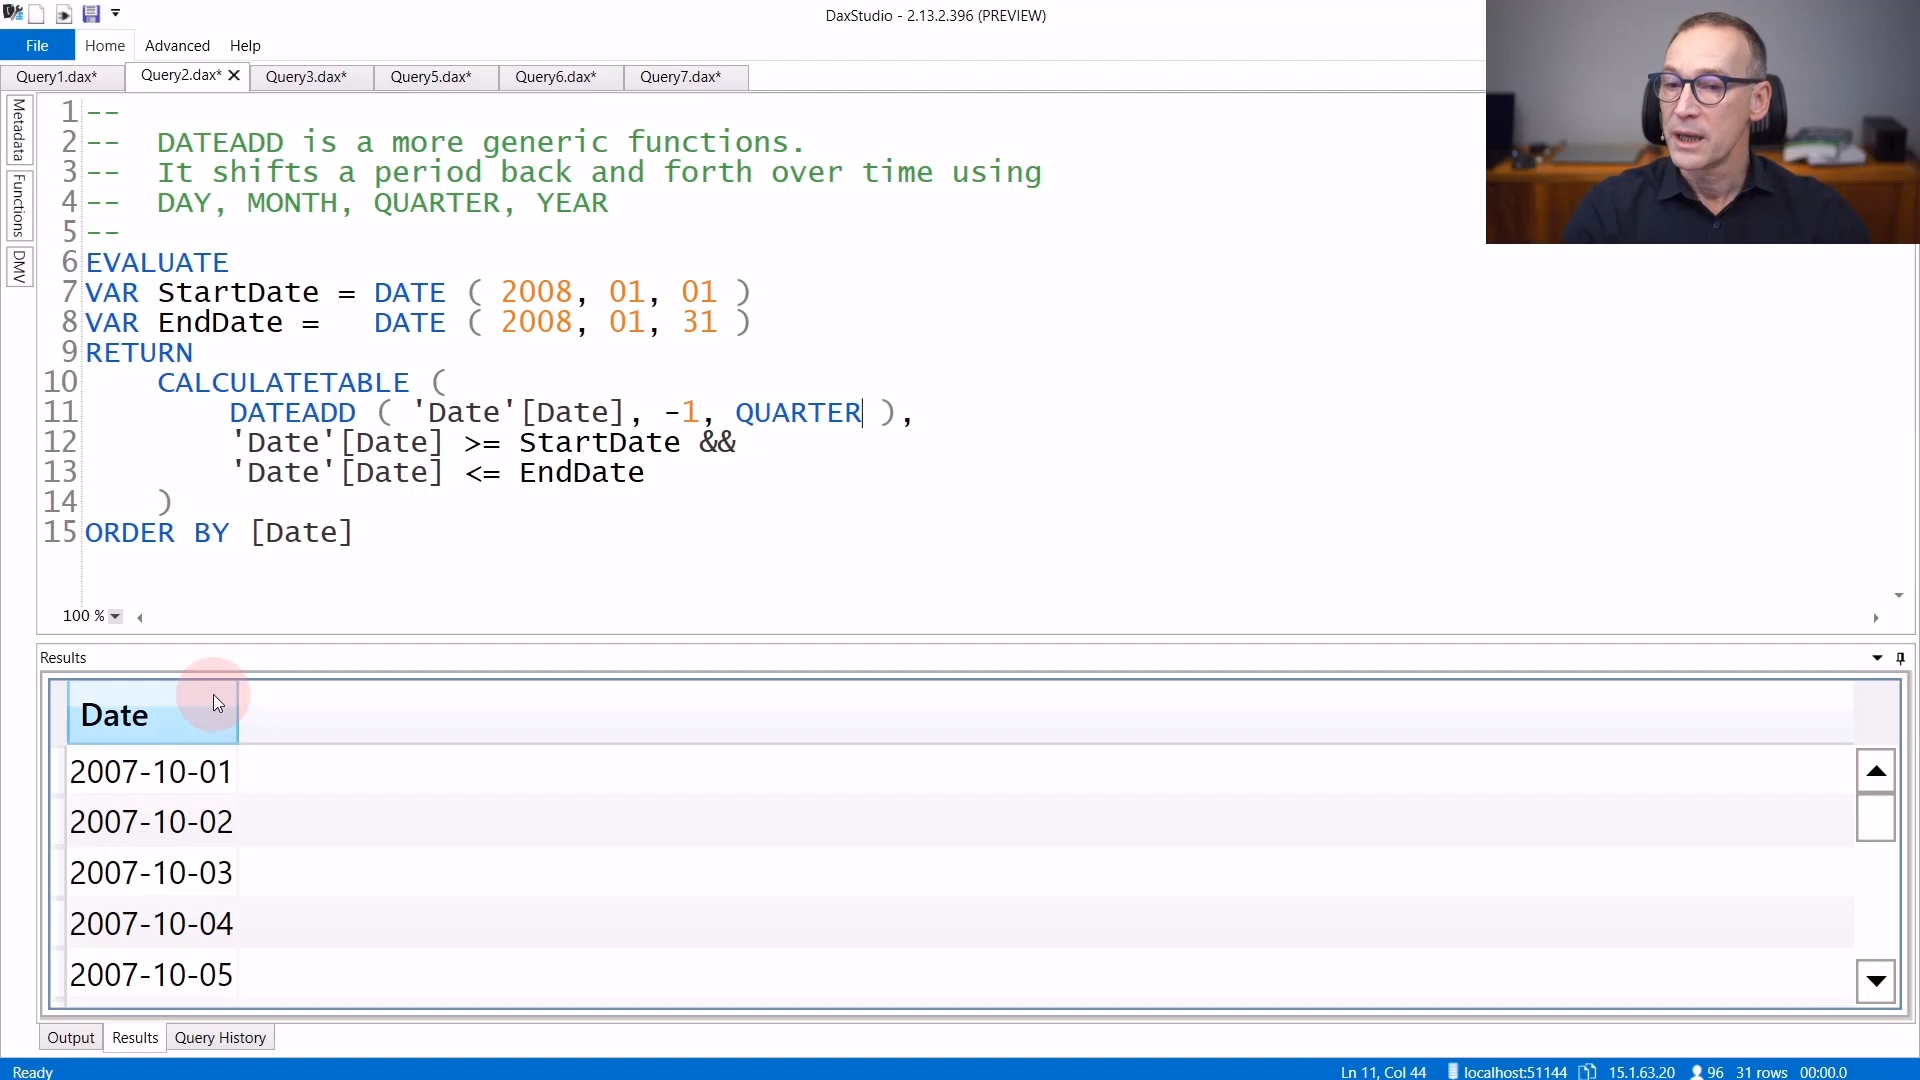 DaxStudio - 2.13.2.396 (PREVIEW)
File Home Advanced Help
Query1.dax* Query2.dax* Query3.dax* Query5.dax* Query6.dax* Query7.dax*
Metadata
Functions
DMV
1 --
2 -- DATEADD is a more generic functions.
3 -- It shifts a period back and forth over time using
4 -- DAY, MONTH, QUARTER, YEAR
5 --
6 EVALUATE
7 VAR StartDate = DATE ( 2008, 01, 01 )
8 VAR EndDate = DATE ( 2008, 01, 31 )
9 RETURN
10 CALCULATETABLE (
11 DATEADD ( 'Date'[Date], -1, QUARTER ),
12 'Date'[Date] >= StartDate &&
13 'Date'[Date] <= EndDate
14 )
15 ORDER BY [Date]
100 %
Results
Date
2007-10-01
2007-10-02
2007-10-03
2007-10-04
2007-10-05
Output Results Query History
Ready Ln 11, Col 44 localhost:51144 15.1.63.20 96 31 rows 00:00.0